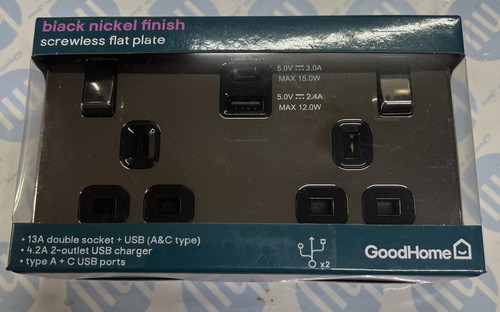 black nickel finish
screwless flat plate
5.0V ⎓ 3.0A
MAX 15.0W
5.0V ⎓ 2.4A
MAX 12.0W
• 13A double socket + USB (A&C type)
• 4.2A 2-outlet USB charger
• type A + C USB ports
x2
GoodHome